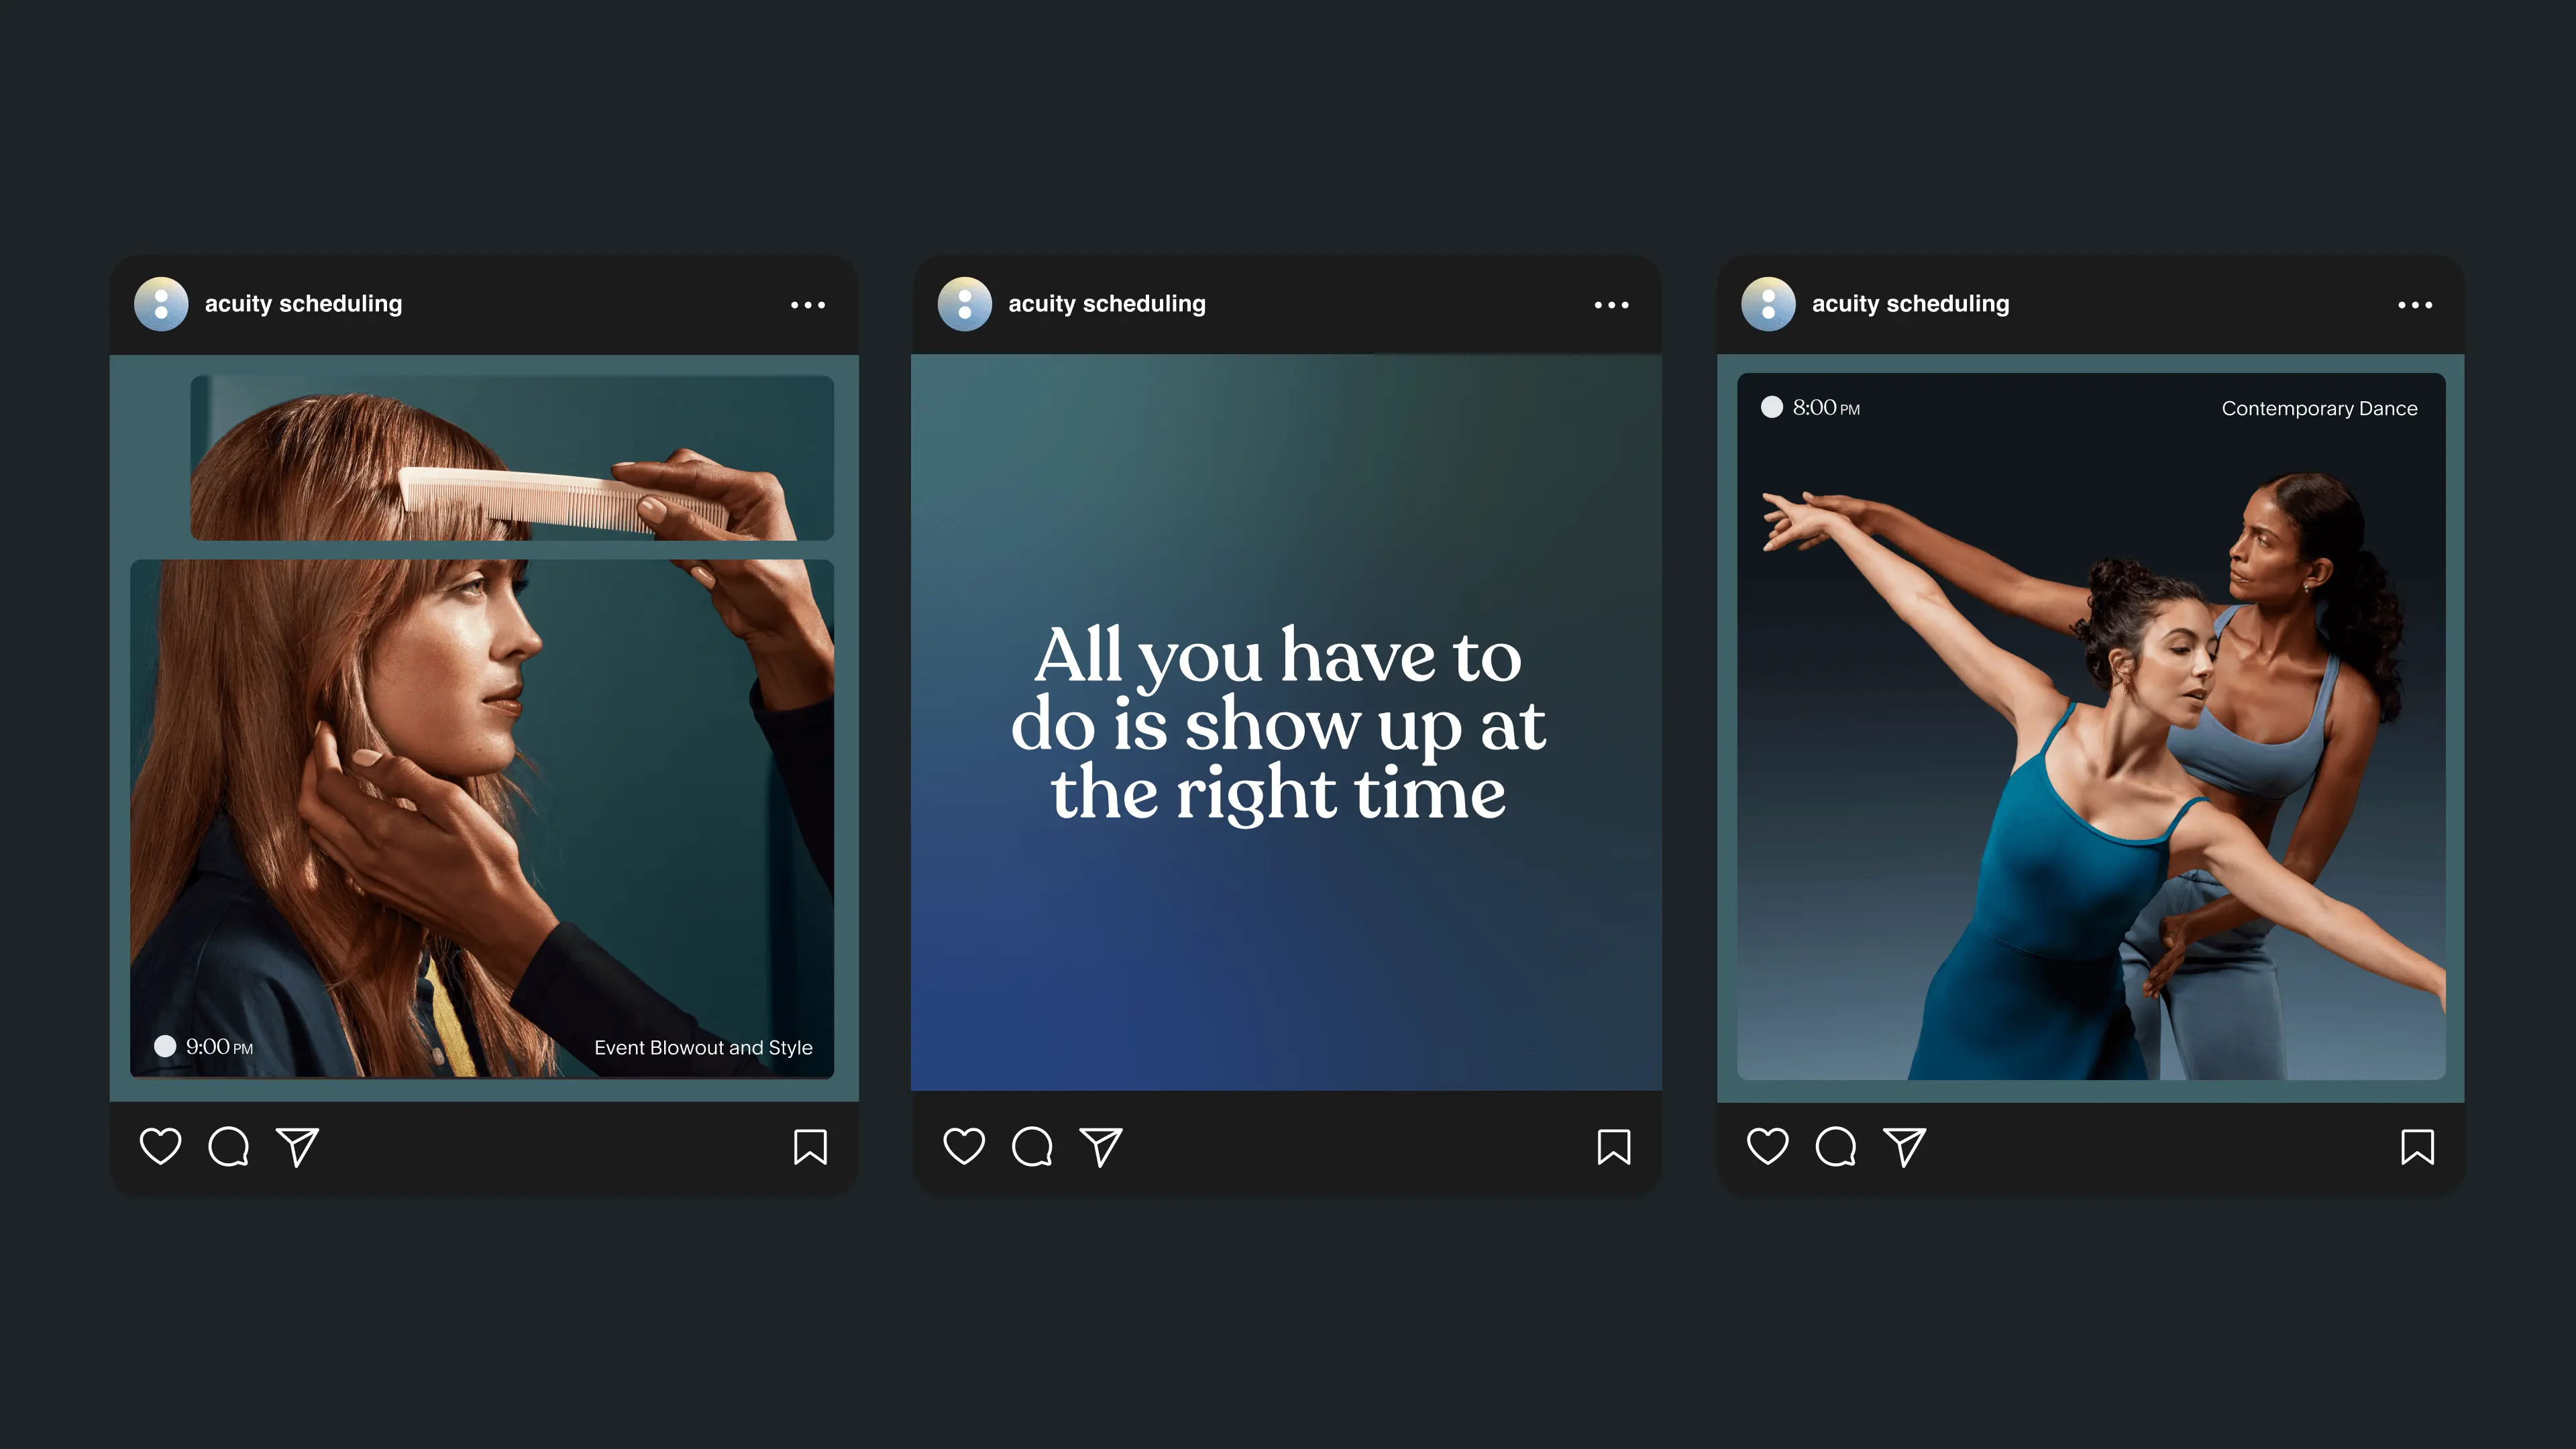 acuity scheduling
9:00 PM
Event Blowout and Style
acuity scheduling
All you have to
do is show up at
the right time
acuity scheduling
8:00 PM
Contemporary Dance